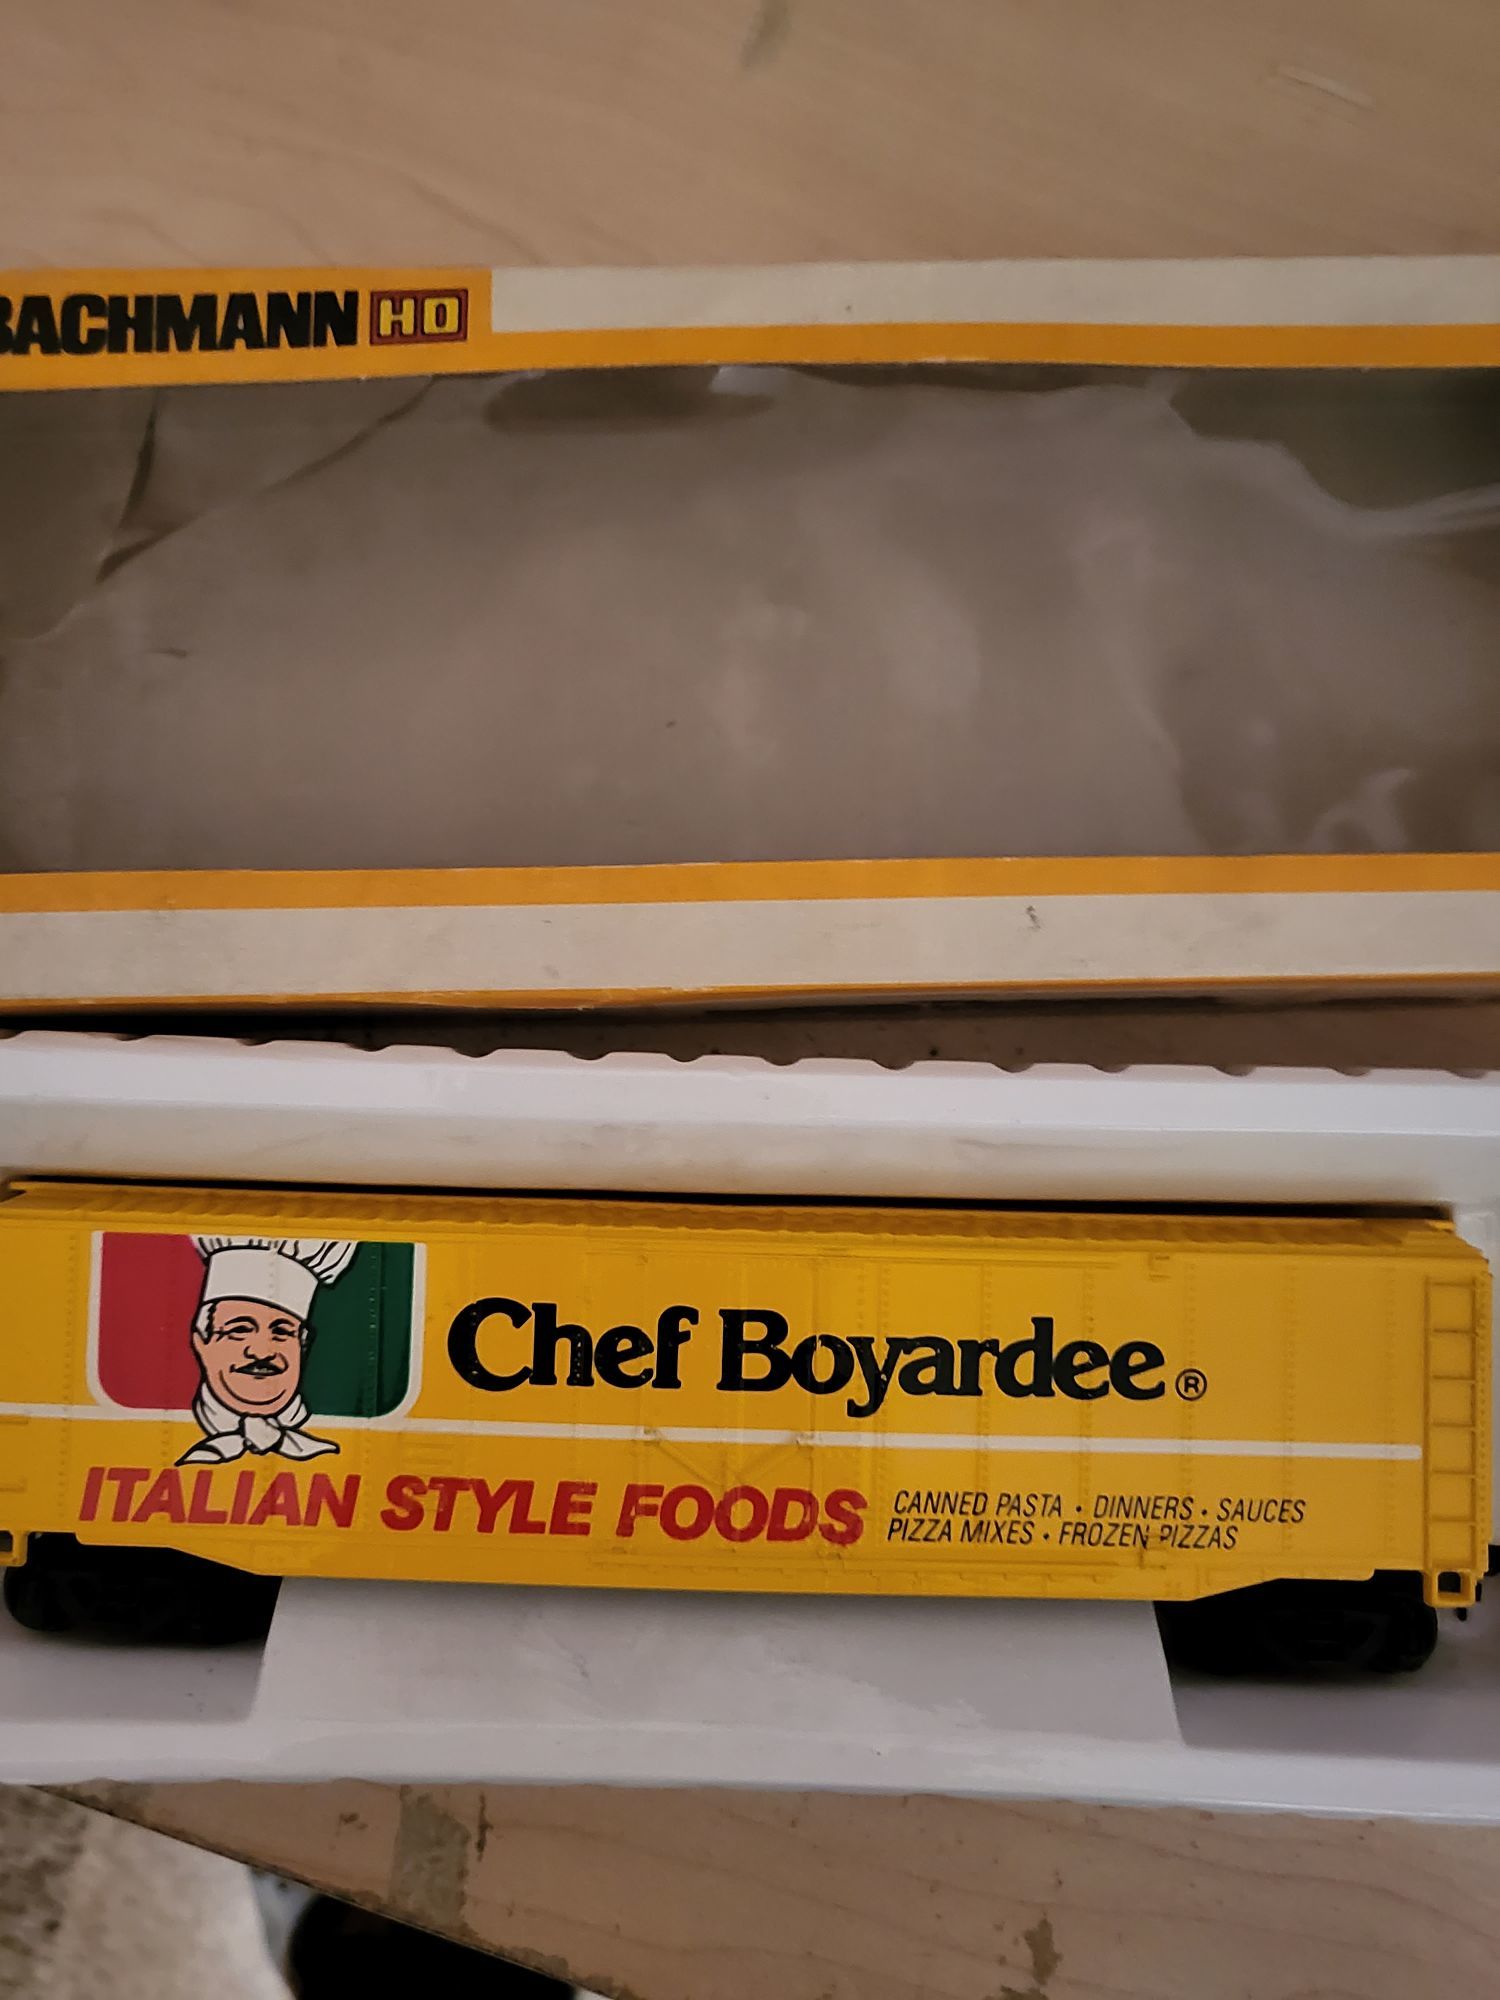 BACHMANN HO
Chef Boyardee®
ITALIAN STYLE FOODS
CANNED PASTA • DINNERS • SAUCES
PIZZA MIXES • FROZEN PIZZAS